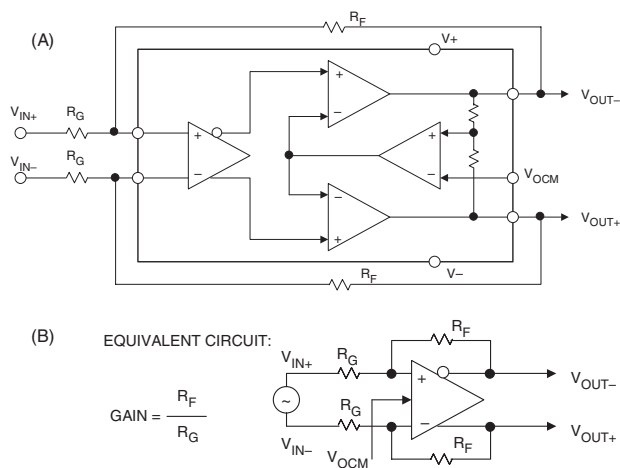 (A)
R_F
V+
V_IN+
R_G
+
−
V_OUT−
V_IN−
R_G
+
−
+
−
V_OCM
−
+
V_OUT+
R_F
V−
(B)
EQUIVALENT CIRCUIT:
R_F
V_IN+
R_G
+
V_OUT−
GAIN = R_F / R_G
~
R_G
−
V_OUT+
V_IN−
V_OCM
R_F